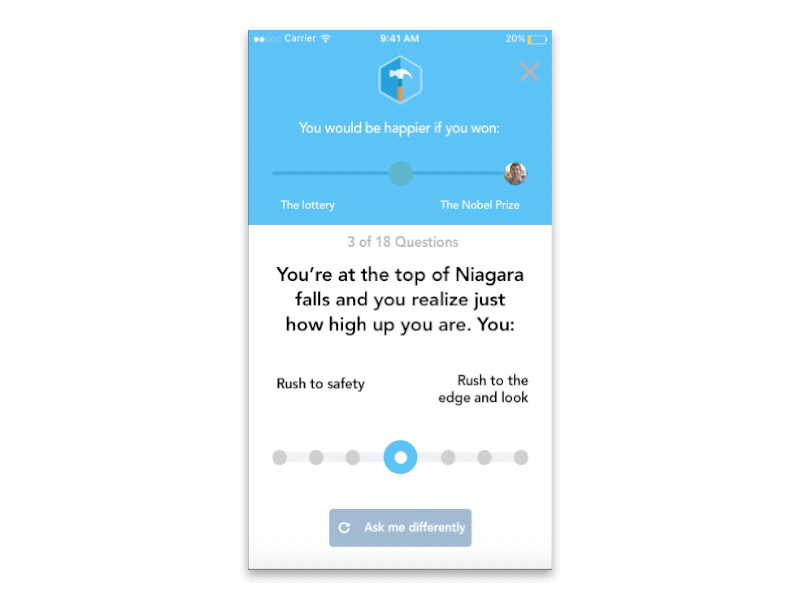 Carrier 9:41 AM 20%
You would be happier if you won:
The lottery The Nobel Prize
3 of 18 Questions
You’re at the top of Niagara
falls and you realize just
how high up you are. You:
Rush to safety
Rush to the
edge and look
Ask me differently